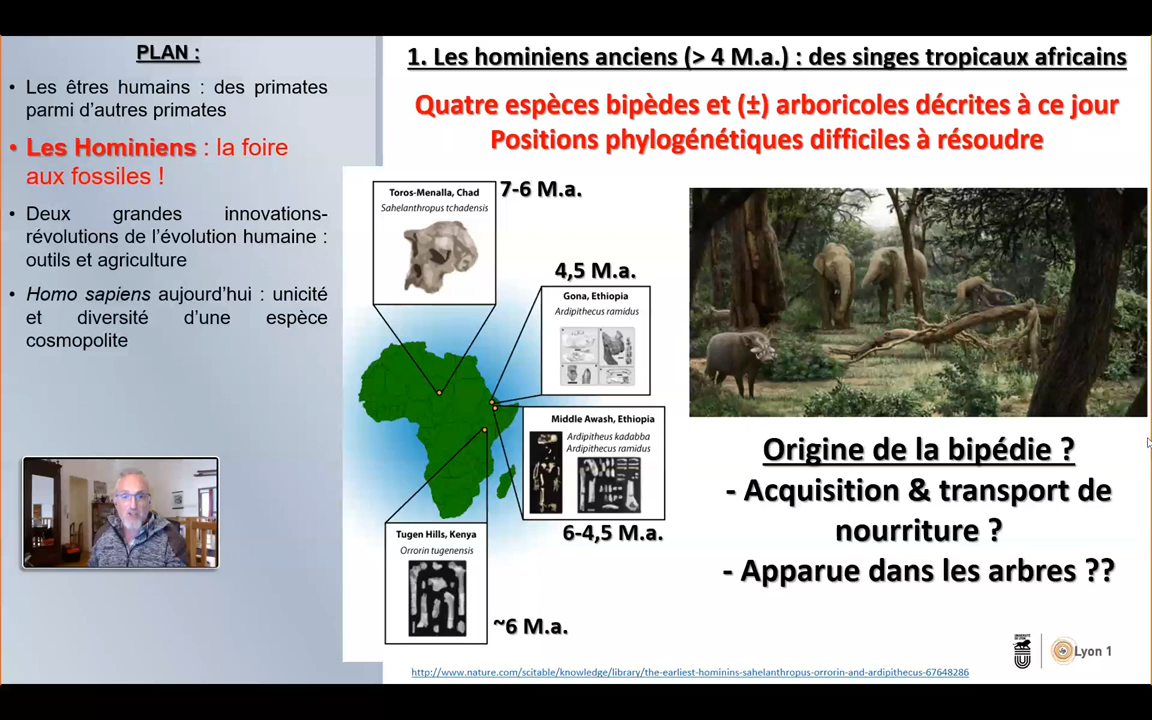 PLAN :
• Les êtres humains : des primates
parmi d'autres primates
• Les Hominiens : la foire
aux fossiles !
• Deux grandes innovations-
révolutions de l'évolution humaine :
outils et agriculture
• Homo sapiens aujourd'hui : unicité
et diversité d'une espèce
cosmopolite
1. Les hominiens anciens (> 4 M.a.) : des singes tropicaux africains
Quatre espèces bipèdes et (±) arboricoles décrites à ce jour
Positions phylogénétiques difficiles à résoudre
Toros-Menalla, Chad
Sahelanthropus tchadensis
7-6 M.a.
4,5 M.a.
Gona, Ethiopia
Ardipithecus ramidus
Middle Awash, Ethiopia
Ardipitheus kadabba
Ardipithecus ramidus
6-4,5 M.a.
Tugen Hills, Kenya
Orrorin tugenensis
~6 M.a.
Origine de la bipédie ?
- Acquisition & transport de
nourriture ?
- Apparue dans les arbres ??
Lyon 1
http://www.nature.com/scitable/knowledge/library/the-earliest-hominins-sahelanthropus-orrorin-and-ardipithecus-67648286